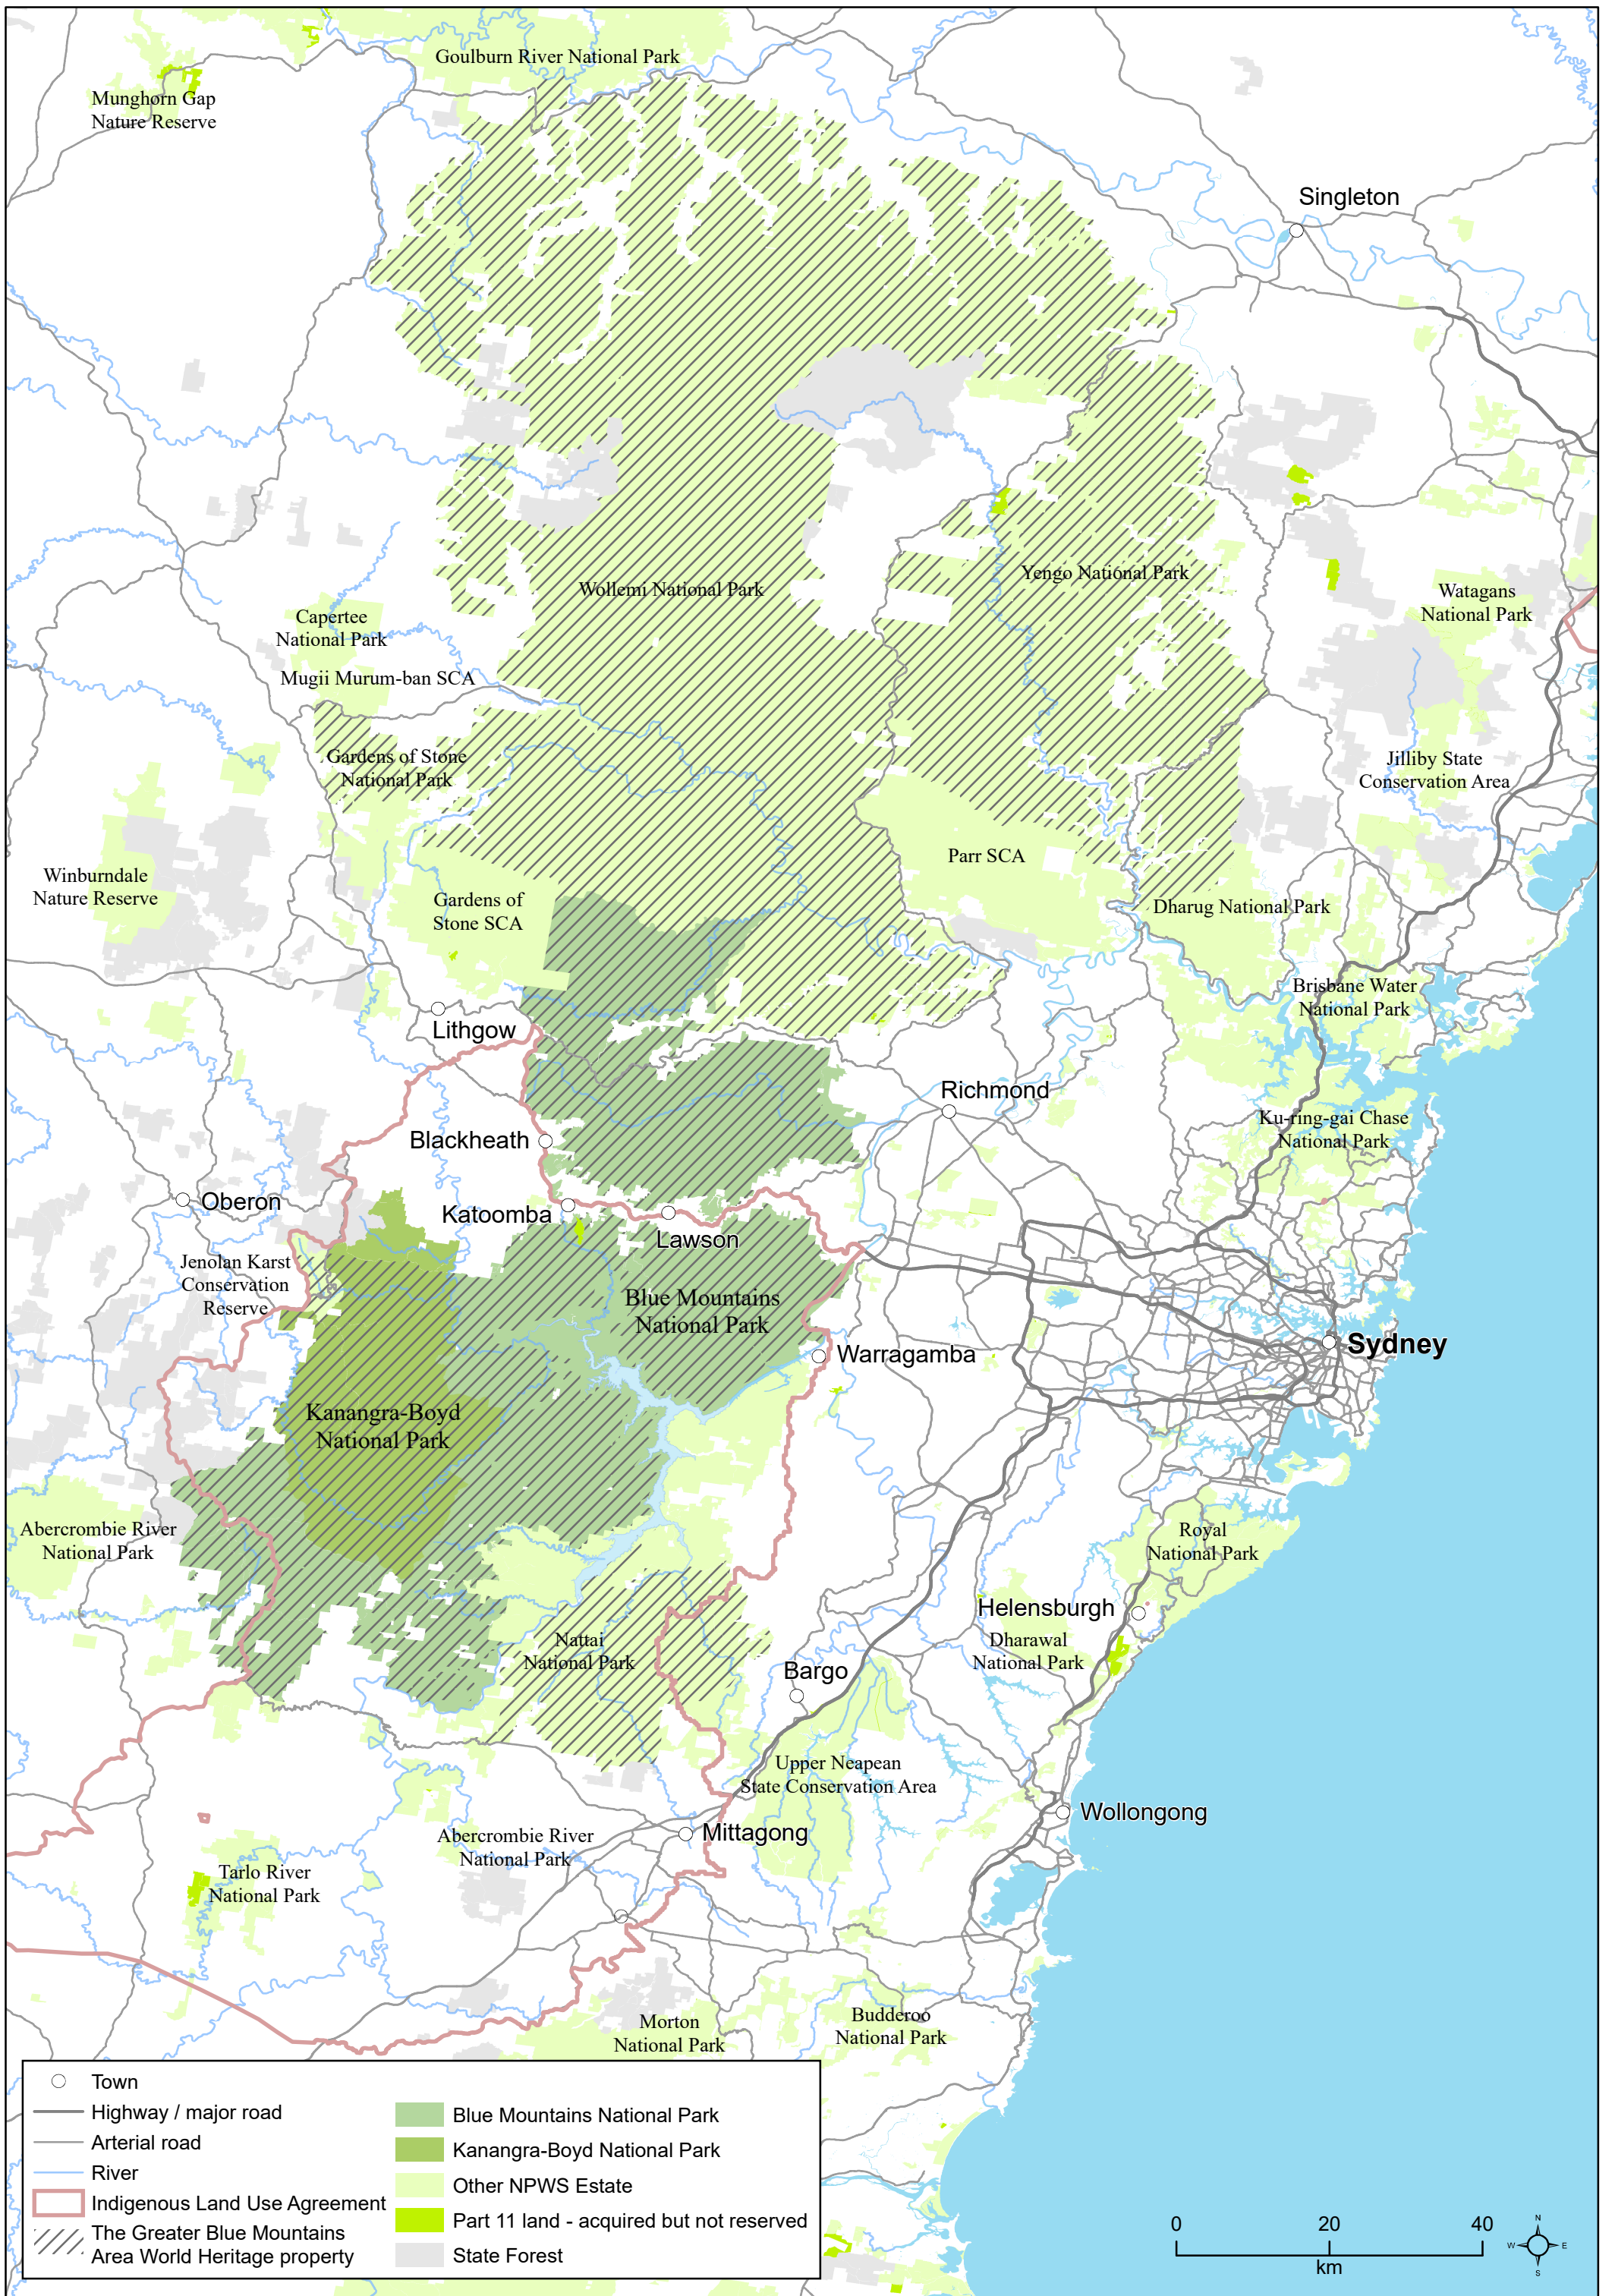 Goulburn River National Park
Munghorn Gap
Nature Reserve
Singleton
Wollemi National Park
Yengo National Park
Watagans
National Park
Capertee
National Park
Mugii Murum-ban SCA
Gardens of Stone
National Park
Jilliby State
Conservation Area
Parr SCA
Winburndale
Nature Reserve
Gardens of
Stone SCA
Dharug National Park
Brisbane Water
National Park
Lithgow
Richmond
Ku-ring-gai Chase
National Park
Blackheath
Oberon
Katoomba
Lawson
Jenolan Karst
Conservation
Reserve
Blue Mountains
National Park
Sydney
Warragamba
Kanangra-Boyd
National Park
Abercrombie River
National Park
Royal
National Park
Helensburgh
Dharawal
National Park
Nattai
National Park
Bargo
Upper Neapean
State Conservation Area
Wollongong
Mittagong
Abercrombie River
National Park
Tarlo River
National Park
Morton
National Park
Budderoo
National Park
Town
Highway / major road
Arterial road
River
Indigenous Land Use Agreement
The Greater Blue Mountains
Area World Heritage property
Blue Mountains National Park
Kanangra-Boyd National Park
Other NPWS Estate
Part 11 land - acquired but not reserved
State Forest
0 20 40
km
N
W E
S